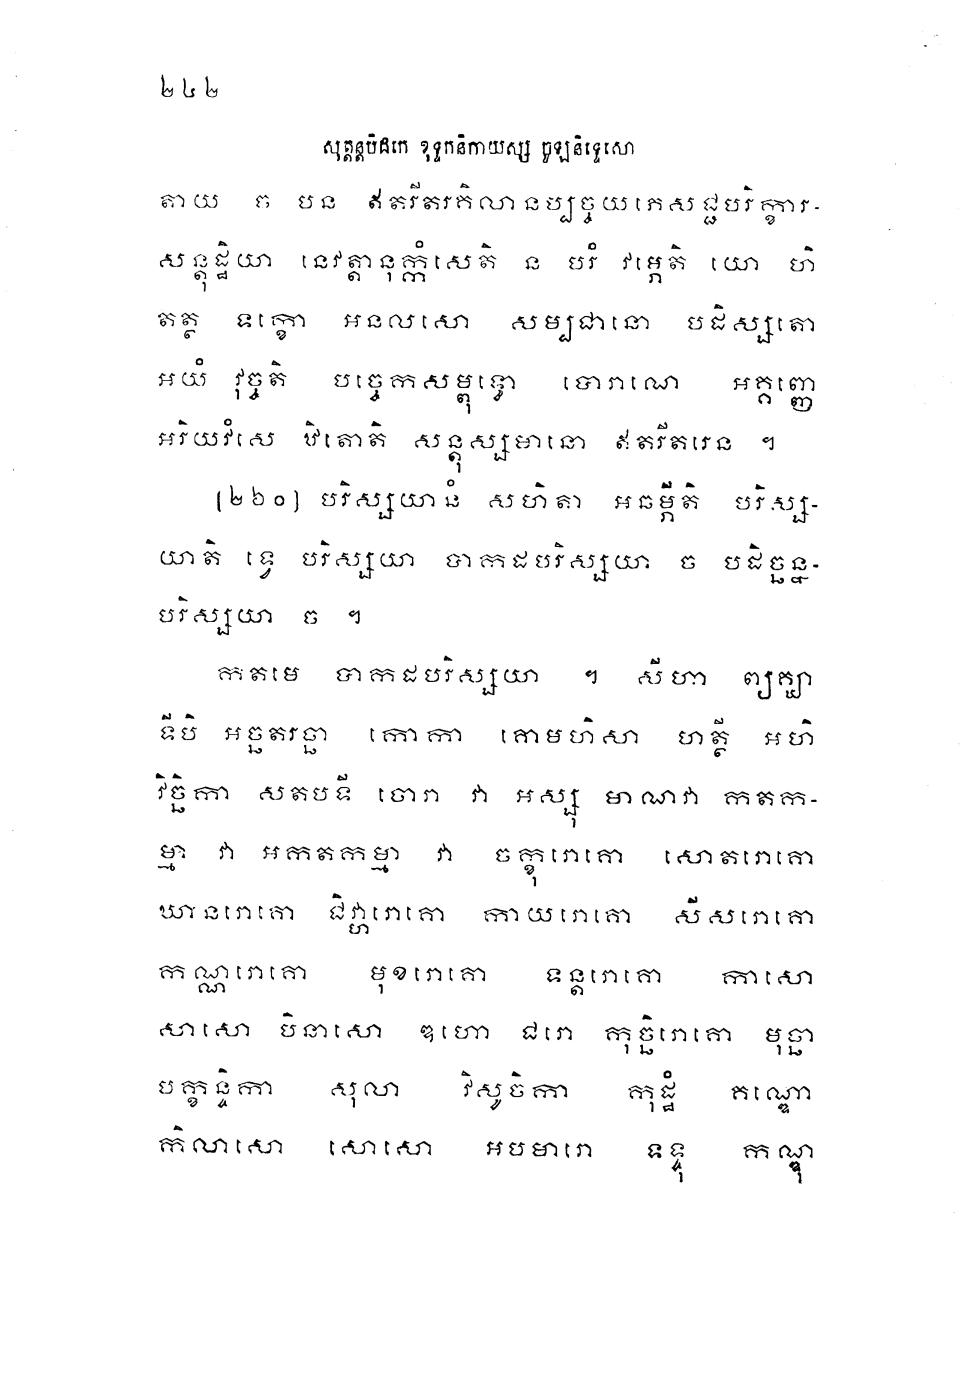 ២៤២
សុត្តន្តបិដកេ ខុទ្ទកនិកាយស្ស ចូឡនិទ្ទេសោ
តាយ ច បន ឥតរីតរគិលានប្បច្ចយភេសជ្ជបរិក្ខារ-
សន្តុដ្ឋិយា នេវត្តានុក្កំសេតិ ន បរំ វម្ភេតិ យោ ហិ
តត្ថ ទក្ខោ អនលសោ សម្បជានោ បដិស្សតោ
អយំ វុច្ចតិ បច្ចេកសម្ពុទ្ធោ បោរាណេ អគ្គញ្ញេ
អរិយវំសេ ឋិតោតិ សន្តុស្សមានោ ឥតរីតរេន ។
(២៦០) បរិស្សយានំ សហិតា អឆម្ភីតិ បរិស្ស-
យាតិ ទ្វេ បរិស្សយា បាកដបរិស្សយា ច បដិច្ឆន្ន-
បរិស្សយា ច ។
កតមេ បាកដបរិស្សយា ។ សីហា ព្យគ្ឃា
ទីបិ អច្ឆតរច្ឆា កោកា គោមហិសា ហត្ថី អហិ
វិច្ឆិកា សតបទី ចោរា វា អស្សុ មាណវា កតក-
ម្មា វា អកតកម្មា វា ចក្ខុរោគោ សោតរោគោ
ឃានរោគោ ជិវ្ហារោគោ កាយរោគោ សីសរោគោ
កណ្ណរោគោ មុខរោគោ ទន្តរោគោ កាសោ
សាសោ បិនាសោ ឌហោ ជរោ កុច្ឆិរោគោ មុច្ឆា
បក្ខន្ទិកា សុលា វិសូចិកា កុដ្ឋំ គណ្ឌោ
កិលាសោ សោសោ អបមារោ ទទ្ទុ កណ្ឌុ